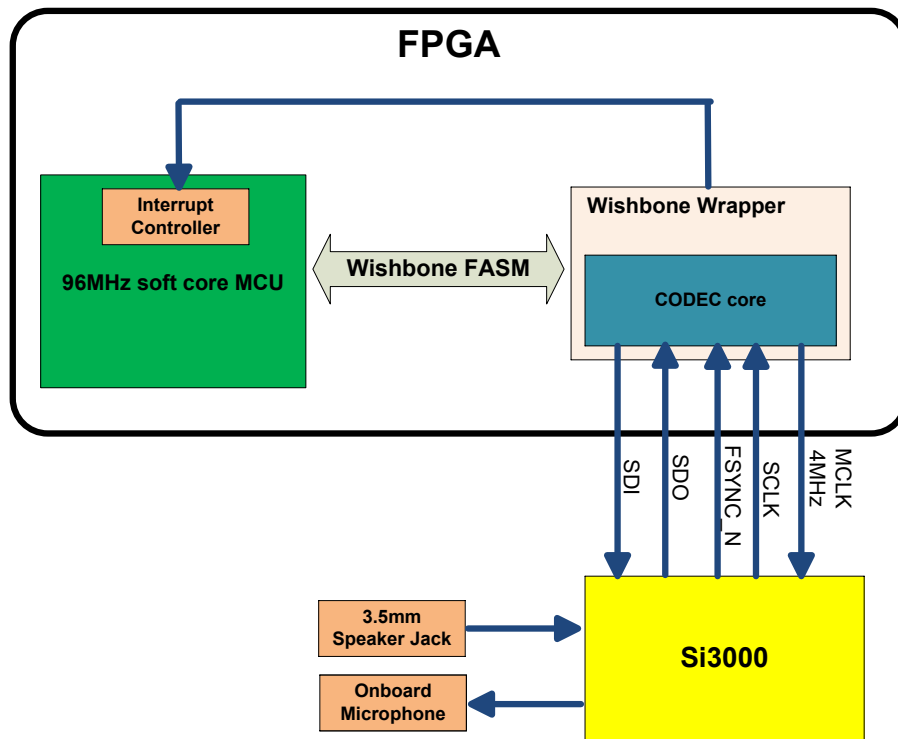 FPGA
Interrupt
Controller
96MHz soft core MCU
Wishbone FASM
Wishbone Wrapper
CODEC core
SDI
SDO
FSYNC_N
SCLK
MCLK
4MHz
3.5mm
Speaker Jack
Onboard
Microphone
Si3000